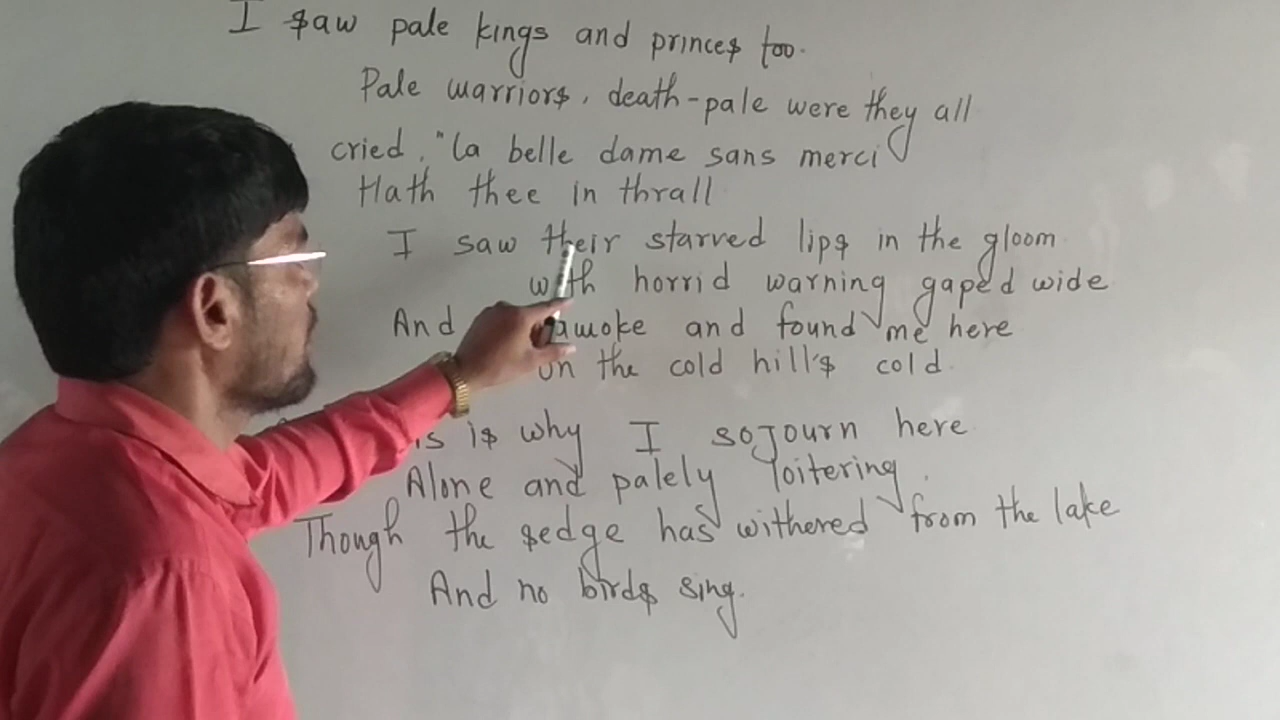 I saw pale kings and princes too.
Pale warriors, death-pale were they all
cried, "la belle dame sans merci
Hath thee in thrall
I saw their starved lips in the gloom
with horrid warning gaped wide
And awoke and found me here
on the cold hill's cold.
is why I sojourn here
Alone and palely loitering.
Though the sedge has withered from the lake
And no birds sing.